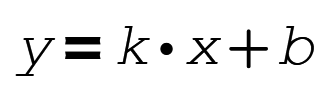 y = k • x + b